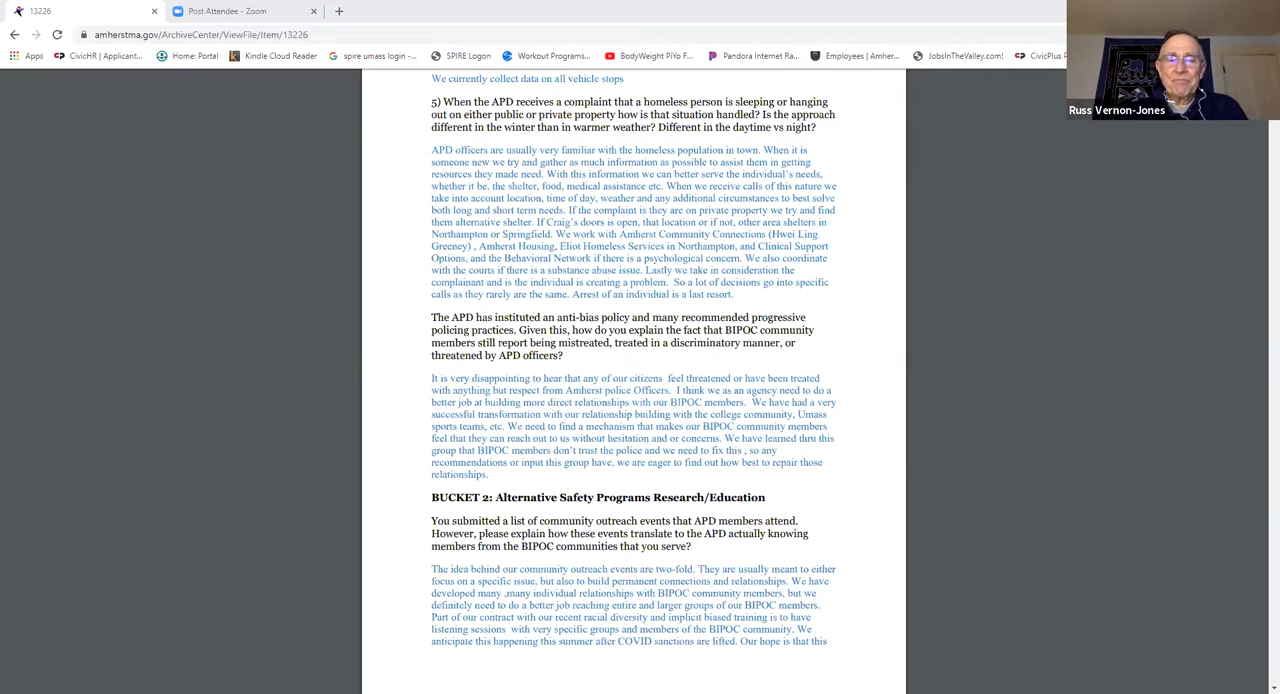 13226
Post Attendee - Zoom
amherstma.gov/ArchiveCenter/ViewFile/Item/13226
Apps
CivicHR | Applicant...
Home: Portal
Kindle Cloud Reader
spire umass login -...
SPIRE Logon
Workout Programs...
BodyWeight PiYo F...
Pandora Internet Ra...
Employees | Amher...
JobsInTheValley.com!
CivicPlus
Russ Vernon-Jones
We currently collect data on all vehicle stops
5) When the APD receives a complaint that a homeless person is sleeping or hanging
out on either public or private property how is that situation handled? Is the approach
different in the winter than in warmer weather? Different in the daytime vs night?
APD officers are usually very familiar with the homeless population in town. When it is
someone new we try and gather as much information as possible to assist them in getting
resources they made need. With this information we can better serve the individual's needs,
whether it be, the shelter, food, medical assistance etc. When we receive calls of this nature we
take into account location, time of day, weather and any additional circumstances to best solve
both long and short term needs. If the complaint is they are on private property we try and find
them alternative shelter. If Craig's doors is open, that location or if not, other area shelters in
Northampton or Springfield. We work with Amherst Community Connections (Hwei Ling
Greeney) , Amherst Housing, Eliot Homeless Services in Northampton, and Clinical Support
Options, and the Behavioral Network if there is a psychological concern. We also coordinate
with the courts if there is a substance abuse issue. Lastly we take in consideration the
complainant and is the individual is creating a problem.  So a lot of decisions go into specific
calls as they rarely are the same. Arrest of an individual is a last resort.
The APD has instituted an anti-bias policy and many recommended progressive
policing practices. Given this, how do you explain the fact that BIPOC community
members still report being mistreated, treated in a discriminatory manner, or
threatened by APD officers?
It is very disappointing to hear that any of our citizens  feel threatened or have been treated
with anything but respect from Amherst police Officers.  I think we as an agency need to do a
better job at building more direct relationships with our BIPOC members.  We have had a very
successful transformation with our relationship building with the college community, Umass
sports teams, etc. We need to find a mechanism that makes our BIPOC community members
feel that they can reach out to us without hesitation and or concerns. We have learned thru this
group that BIPOC members don't trust the police and we need to fix this , so any
recommendations or input this group have, we are eager to find out how best to repair those
relationships.
BUCKET 2: Alternative Safety Programs Research/Education
You submitted a list of community outreach events that APD members attend.
However, please explain how these events translate to the APD actually knowing
members from the BIPOC communities that you serve?
The idea behind our community outreach events are two-fold. They are usually meant to either
focus on a specific issue, but also to build permanent connections and relationships. We have
developed many ,many individual relationships with BIPOC community members, but we
definitely need to do a better job reaching entire and larger groups of our BIPOC members.
Part of our contract with our recent racial diversity and implicit biased training is to have
listening sessions  with very specific groups and members of the BIPOC community. We
anticipate this happening this summer after COVID sanctions are lifted. Our hope is that this